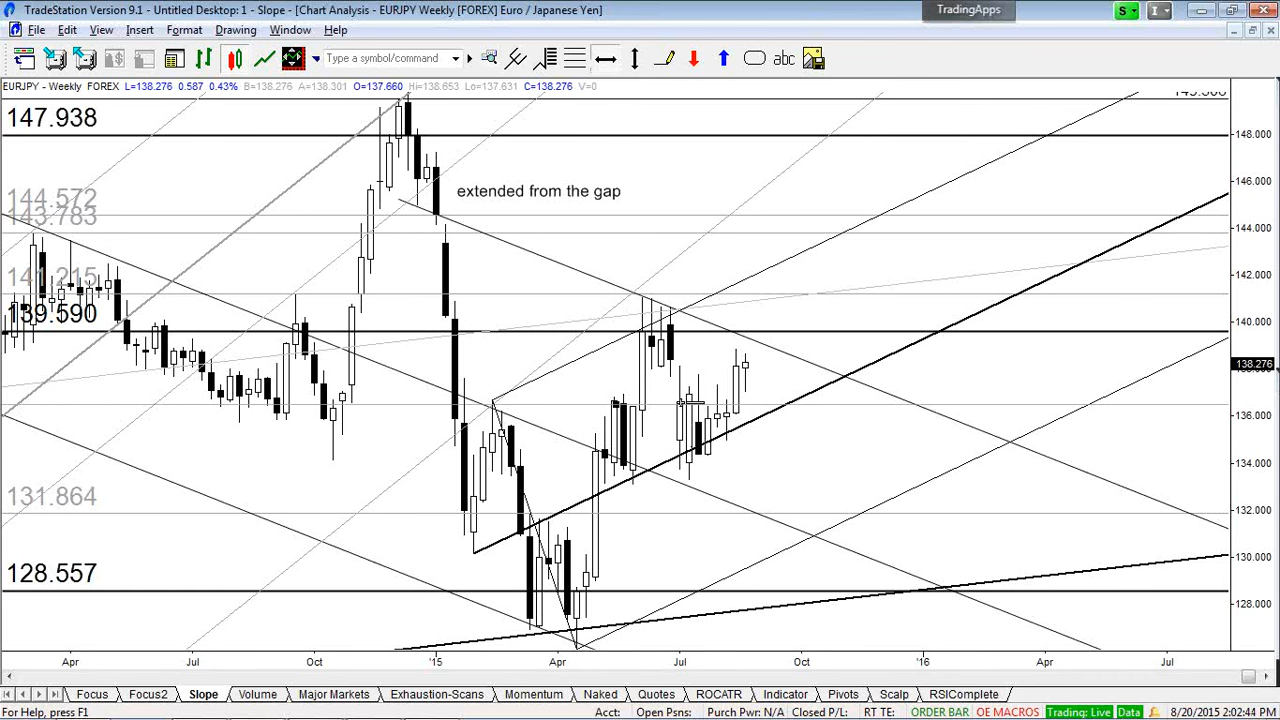 TradeStation Version 9.1 - Untitled Desktop: 1 - Slope - [Chart Analysis - EURJPY Weekly [FOREX] Euro / Japanese Yen]
TradingApps
S
I
File Edit View Insert Format Drawing Window Help
Type a symbol/command
abc
EURJPY - Weekly FOREX L=138.276 0.587 0.43% B=138.276 A=138.301 O=137.660 Hi=138.653 Lo=137.631 C=138.276 V=0
147.938
148.000
146.000
extended from the gap
144.572
143.783
144.000
142.000
141.215
139.590
140.000
138.276
136.000
134.000
131.864
132.000
130.000
128.557
128.000
Apr Jul Oct '15 Apr Jul Oct '16 Apr Jul
Focus Focus2 Slope Volume Major Markets Exhaustion-Scans Momentum Naked Quotes ROCATR Indicator Pivots Scalp RSIComplete
For Help, press F1 Acct: Open Psns: Purch Pwr: N/A Closed P/L: RT TE: ORDER BAR OE MACROS Trading: Live Data 8/20/2015 2:02:44 PM